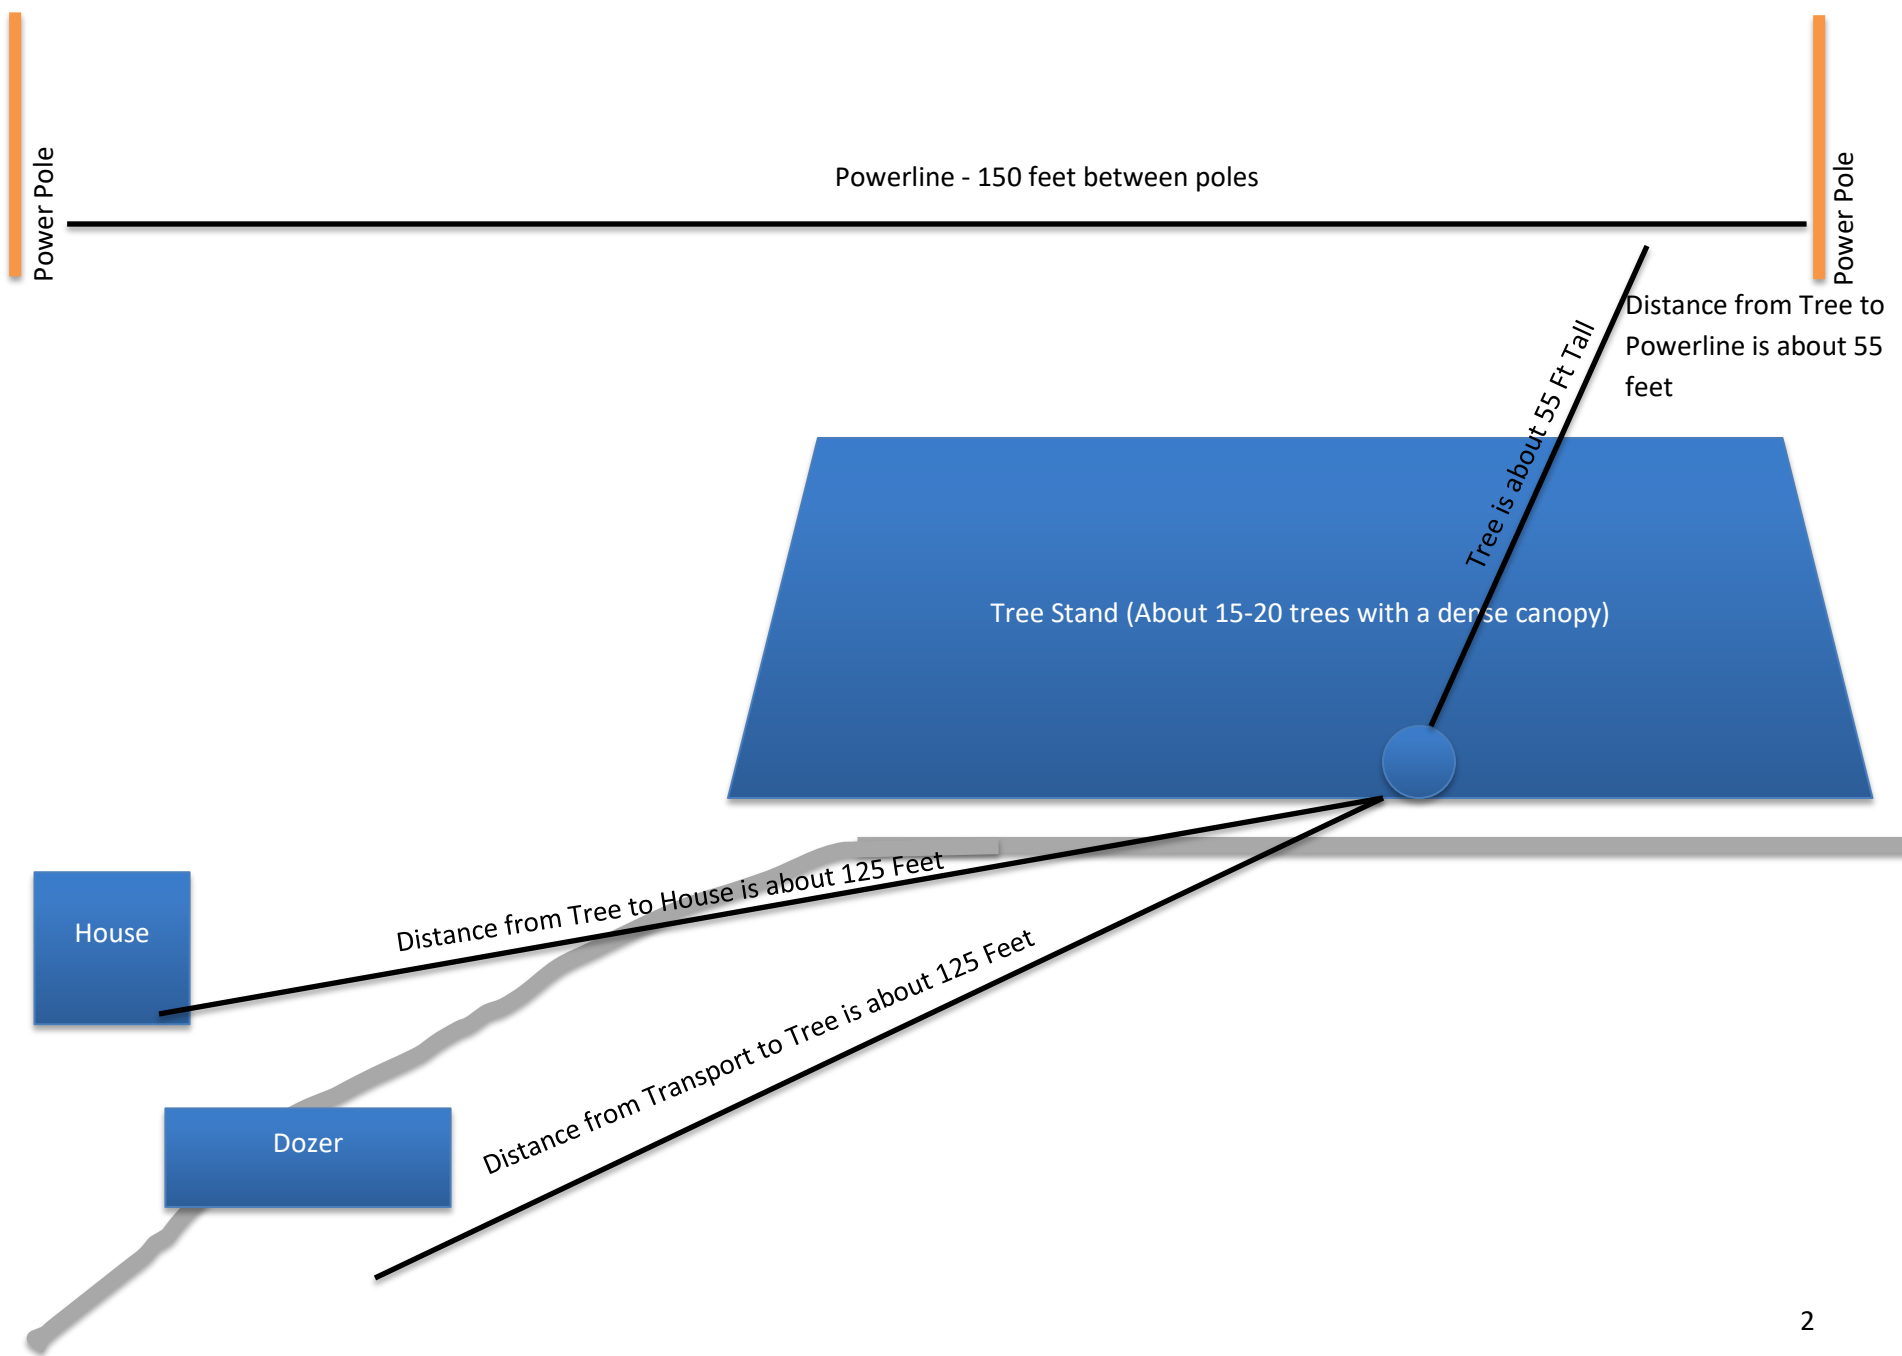 Power Pole
Powerline - 150 feet between poles
Power Pole
Distance from Tree to
Powerline is about 55
feet
Tree is about 55 Ft Tall
Tree Stand (About 15-20 trees with a dense canopy)
House
Distance from Tree to House is about 125 Feet
Distance from Transport to Tree is about 125 Feet
Dozer
2